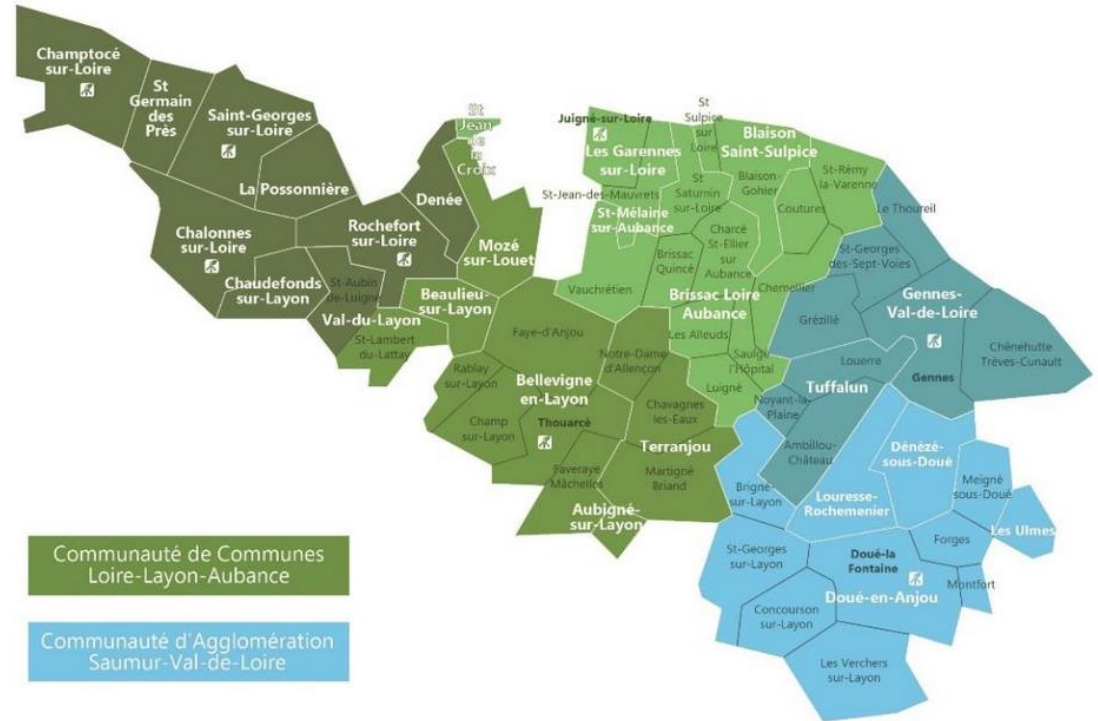 Champtocé
sur-Loire
St
Germain
des
Près
Saint-Georges
sur-Loire
La Possonnière
Chalonnes
sur-Loire
Chaudefonds
sur-Layon
Rochefort
sur-Loire
Denée
St-Aubin
de-Luigné
Val-du-Layon
St-Lambert
du-Lattay
St
Jean
de
la
Croix
Mozé
sur-Louet
Beaulieu-
sur-Layon
Faye-d'Anjou
Rablay
sur-Layon
Bellevigne
en-Layon
Champ
sur-Layon
Thouarcé
Faveraye
Mâchelles
Notre-Dame
d'Allençon
Chavagnes
les-Eaux
Terranjou
Martigné
Briand
Aubigné-
sur-Layon
Juigné-sur-Loire
Les Garennes
sur-Loire
St-Jean-des-Mauvrets
St-Mélaine
sur-Aubance
Vauchrétien
St
Sulpice
sur
Loire
Blaison
Saint-Sulpice
St
Saturnin
sur-Loire
Blaison-
Gohier
St-Rémy
la-Varenne
Coutures
Brissac
Quincé
Charcé
St-Ellier
sur
Aubance
Chemellier
Brissac Loire
Aubance
Les Alleuds
Saulgé
l'Hôpital
Luigné
Le Thoureil
St-Georges
des-Sept-Voies
Gennes-
Val-de-Loire
Grézillé
Chênehutte
Trèves-Cunault
Louerre
Gennes
Tuffalun
Noyant-la-
Plaine
Ambillou-
Château
Dénezé-
sous-Doué
Brigné
sur-Layon
Louresse-
Rochemenier
Meigné
sous-Doué
Les Ulmes
Forges
St-Georges
sur-Layon
Doué-la
Fontaine
Montfort
Doué-en-Anjou
Concourson
sur-Layon
Les Verchers
sur-Layon
Communauté de Communes
Loire-Layon-Aubance
Communauté d'Agglomération
Saumur-Val-de-Loire